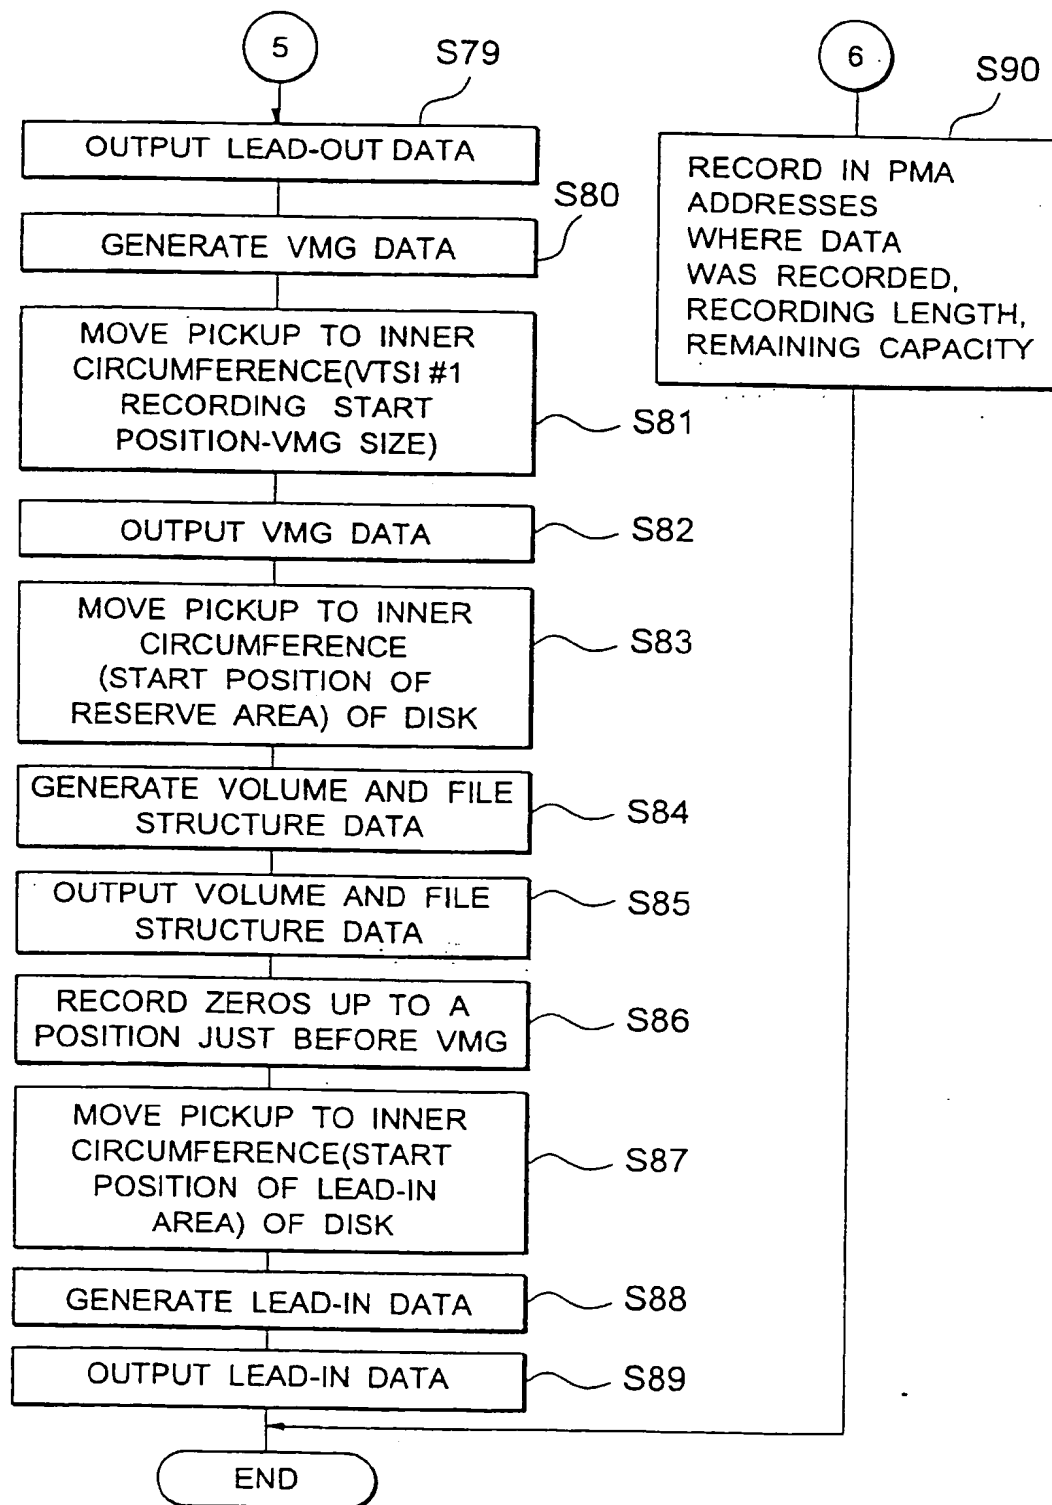 5
S79
OUTPUT LEAD-OUT DATA
S80
GENERATE VMG DATA
MOVE PICKUP TO INNER
CIRCUMFERENCE(VTSI #1
RECORDING START
POSITION-VMG SIZE)
S81
OUTPUT VMG DATA
S82
MOVE PICKUP TO INNER
CIRCUMFERENCE
(START POSITION OF
RESERVE AREA) OF DISK
S83
GENERATE VOLUME AND FILE
STRUCTURE DATA
S84
OUTPUT VOLUME AND FILE
STRUCTURE DATA
S85
RECORD ZEROS UP TO A
POSITION JUST BEFORE VMG
S86
MOVE PICKUP TO INNER
CIRCUMFERENCE(START
POSITION OF LEAD-IN
AREA) OF DISK
S87
GENERATE LEAD-IN DATA
S88
OUTPUT LEAD-IN DATA
S89
END
6
S90
RECORD IN PMA
ADDRESSES
WHERE DATA
WAS RECORDED,
RECORDING LENGTH,
REMAINING CAPACITY